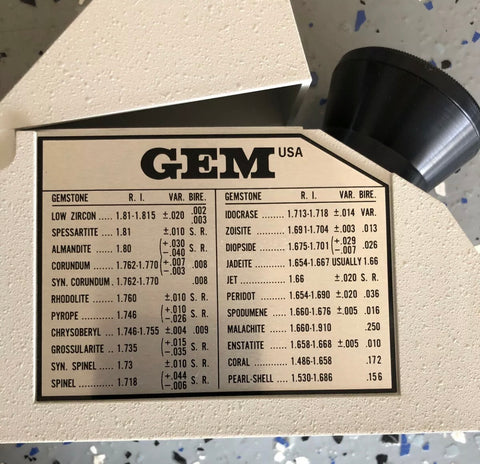 GEM USA
GEMSTONE R. I. VAR. BIRE.
LOW ZIRCON .... 1.81-1.815 ±.020 .002 .003
SPESSARTITE .... 1.81 ±.010 S. R.
ALMANDITE ...... 1.80 (+.030 -.040 S. R.
CORUNDUM ...... 1.762-1.770 (+.007 -.003 .008
SYN. CORUNDUM . 1.762-1.770 .008
RHODOLITE ...... 1.760 ±.010 S. R.
PYROPE ......... 1.746 (+.010 -.026 S. R.
CHRYSOBERYL ... 1.746-1.755 ±.004 .009
GROSSULARITE .. 1.735 (+.015 -.035 S. R.
SYN. SPINEL ..... 1.73 ±.010 S. R.
SPINEL .......... 1.718 (+.044 -.006 S. R.
GEMSTONE R. I. VAR. BIRE.
IDOCRASE ....... 1.713-1.718 ±.014 VAR.
ZOISITE ......... 1.691-1.704 ±.003 .013
DIOPSIDE ........ 1.675-1.701 (+.029 -.007 .026
JADEITE ......... 1.654-1.667 USUALLY 1.66
JET ............. 1.66 ±.020 S. R.
PERIDOT ........ 1.654-1.690 ±.020 .036
SPODUMENE ..... 1.660-1.676 ±.005 .016
MALACHITE ...... 1.660-1.910 .250
ENSTATITE ...... 1.658-1.668 ±.005 .010
CORAL .......... 1.486-1.658 .172
PEARL-SHELL .... 1.530-1.686 .156